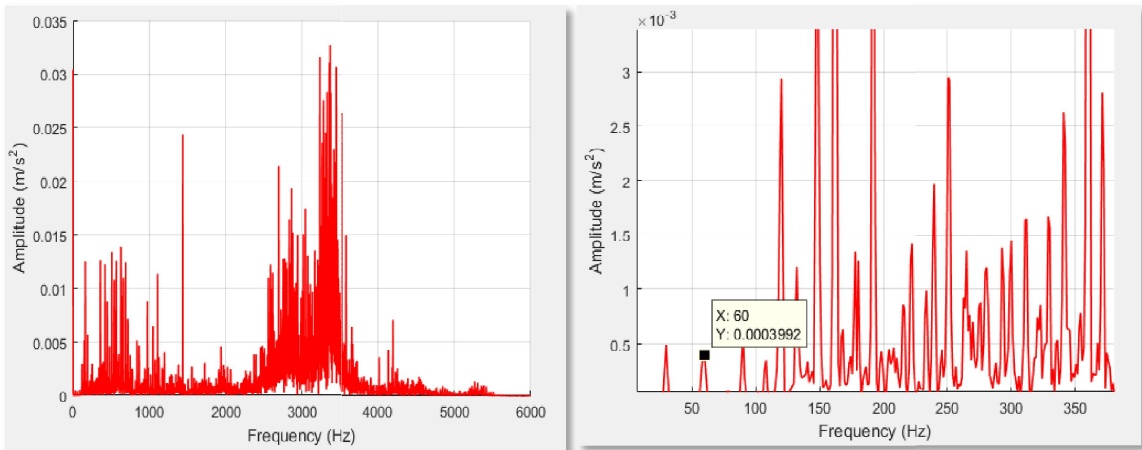 0.035
0.03
0.025
0.02
0.015
0.01
0.005
0
0 1000 2000 3000 4000 5000 6000
Amplitude (m/s²)
Frequency (Hz)
×10⁻³
3
2.5
2
1.5
1
0.5
50 100 150 200 250 300 350
Amplitude (m/s²)
Frequency (Hz)
X: 60
Y: 0.0003992